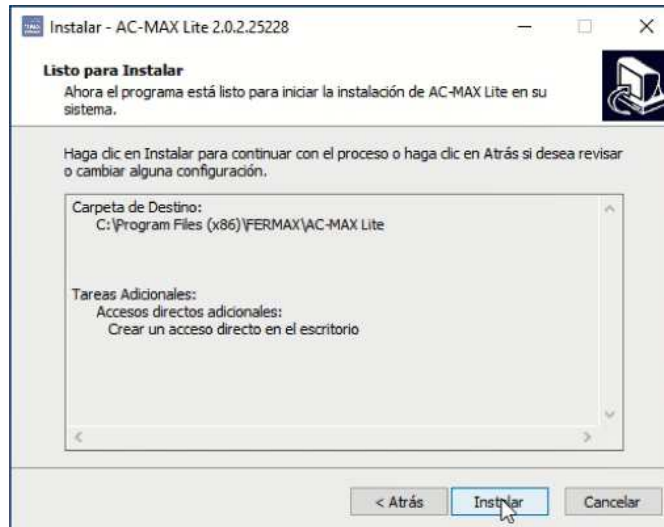 Instalar - AC-MAX Lite 2.0.2.25228
Listo para Instalar
Ahora el programa está listo para iniciar la instalación de AC-MAX Lite en su
sistema.
Haga clic en Instalar para continuar con el proceso o haga clic en Atrás si desea revisar
o cambiar alguna configuración.
Carpeta de Destino:
C:\Program Files (x86)\FERMAX\AC-MAX Lite
Tareas Adicionales:
Accesos directos adicionales:
Crear un acceso directo en el escritorio
< Atrás
Instalar
Cancelar